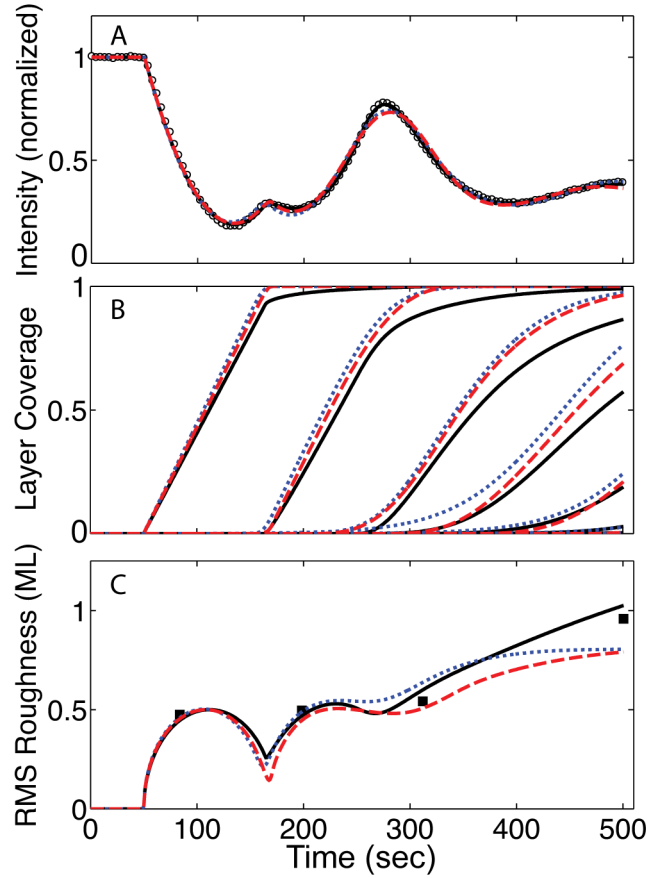 A
Intensity (normalized)
1
0.5
0
B
Layer Coverage
1
0.5
0
C
RMS Roughness (ML)
1
0.5
0
0 100 200 300 400 500
Time (sec)